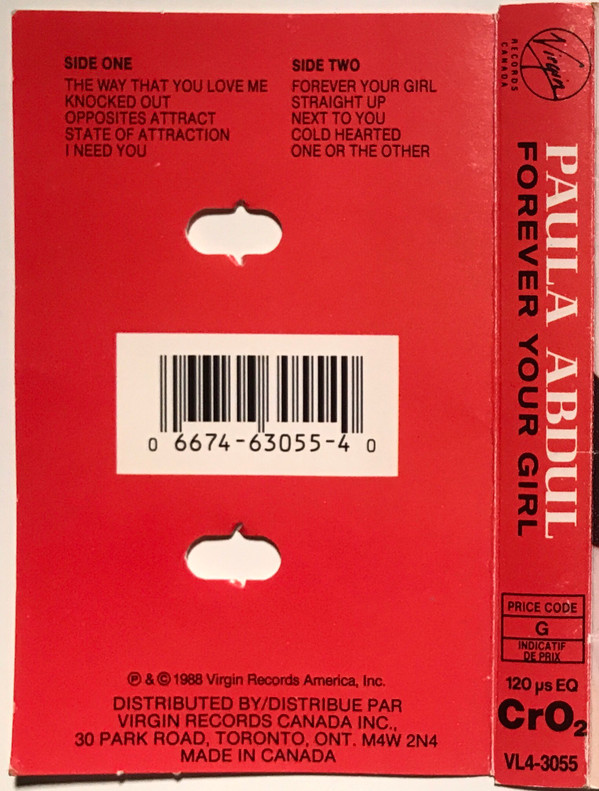 SIDE ONE
THE WAY THAT YOU LOVE ME
KNOCKED OUT
OPPOSITES ATTRACT
STATE OF ATTRACTION
I NEED YOU
SIDE TWO
FOREVER YOUR GIRL
STRAIGHT UP
NEXT TO YOU
COLD HEARTED
ONE OR THE OTHER
0 6674-63055-4 0
℗ & © 1988 Virgin Records America, Inc.
DISTRIBUTED BY/DISTRIBUE PAR
VIRGIN RECORDS CANADA INC.,
30 PARK ROAD, TORONTO, ONT. M4W 2N4
MADE IN CANADA
Virgin
RECORDS
CANADA
PAULA ABDUL
FOREVER YOUR GIRL
PRICE CODE
G
INDICATIF
DE PRIX
120 µs EQ
CrO₂
VL4-3055